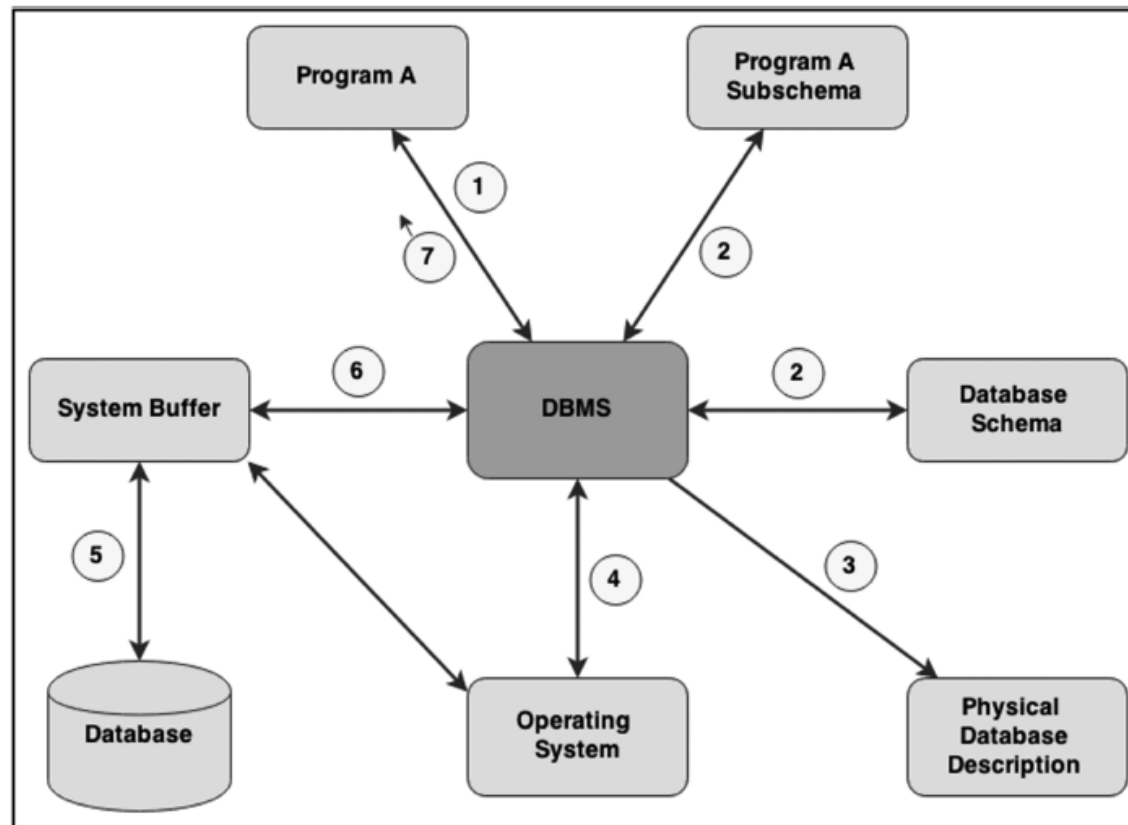 Program A
Program A
Subschema
1
7
2
System Buffer
6
DBMS
2
Database
Schema
5
4
3
Database
Operating
System
Physical
Database
Description